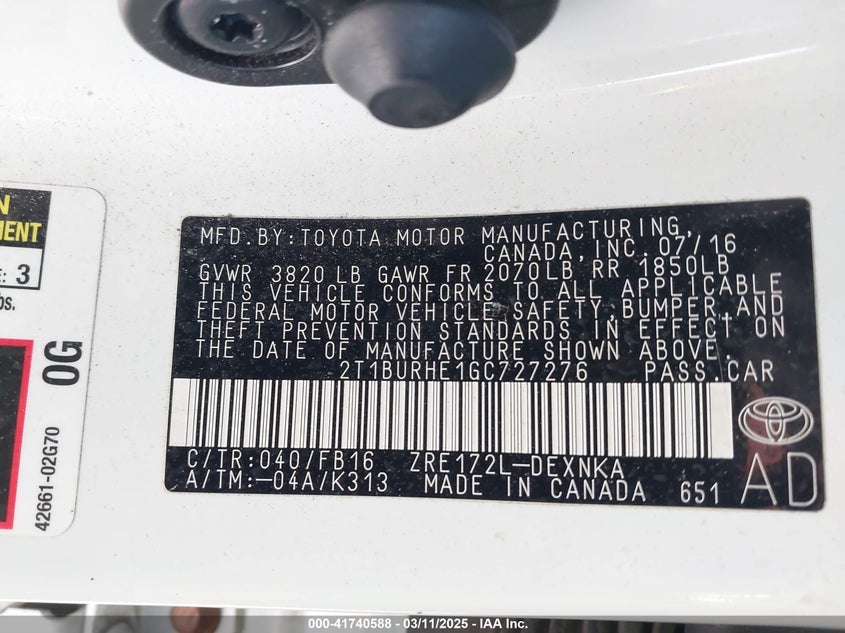 N
MENT
E: 3
bs.
0G
42661-02G70
MFD. BY: TOYOTA MOTOR MANUFACTURING,
CANADA, INC. 07/16
GVWR 3820 LB GAWR FR 2070LB RR 1850LB
THIS VEHICLE CONFORMS TO ALL APPLICABLE
FEDERAL MOTOR VEHICLE SAFETY, BUMPER, AND
THEFT PREVENTION STANDARDS IN EFFECT ON
THE DATE OF MANUFACTURE SHOWN ABOVE.
2T1BURHE1GC727276 PASS. CAR
C/TR: 040/FB16 ZRE172L-DEXNKA
A/TM: -04A/K313 MADE IN CANADA 651
AD
000-41740588 - 03/11/2025 - IAA Inc.